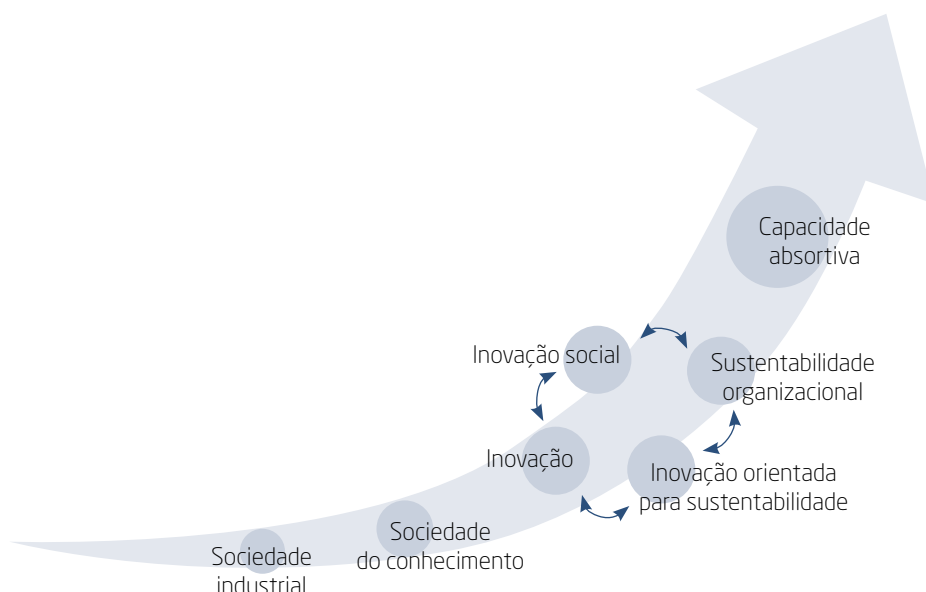 Capacidade
absortiva
Inovação social
Sustentabilidade
organizacional
Inovação
Inovação orientada
para sustentabilidade
Sociedade
do conhecimento
Sociedade
industrial